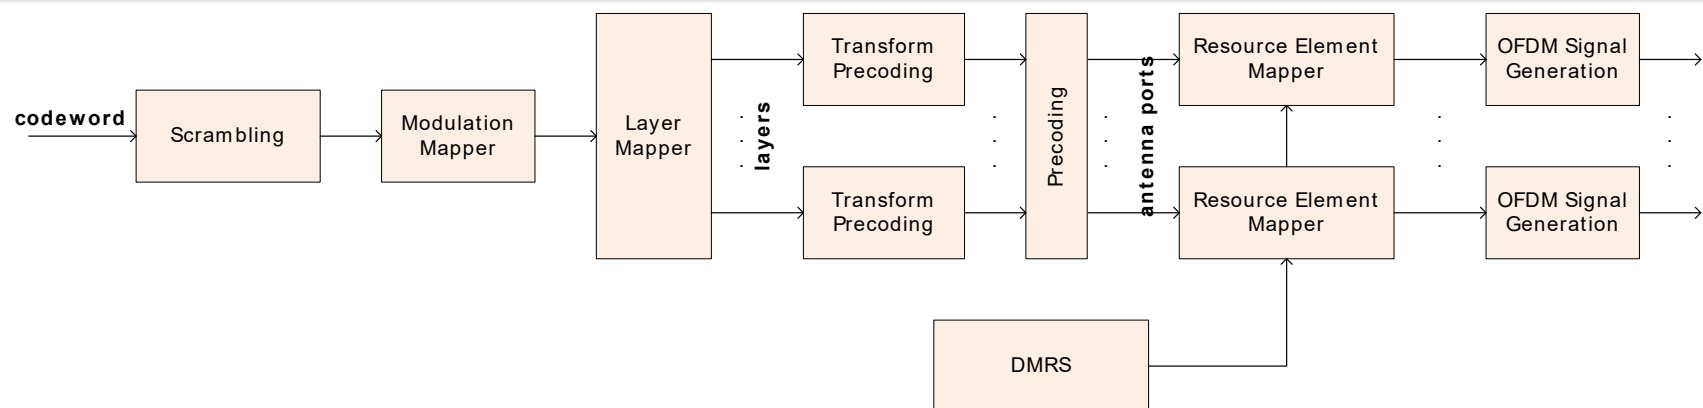 codeword
Scrambling
Modulation
Mapper
Layer
Mapper
layers
Transform
Precoding
Transform
Precoding
Precoding
antenna ports
Resource Element
Mapper
Resource Element
Mapper
OFDM Signal
Generation
OFDM Signal
Generation
DMRS